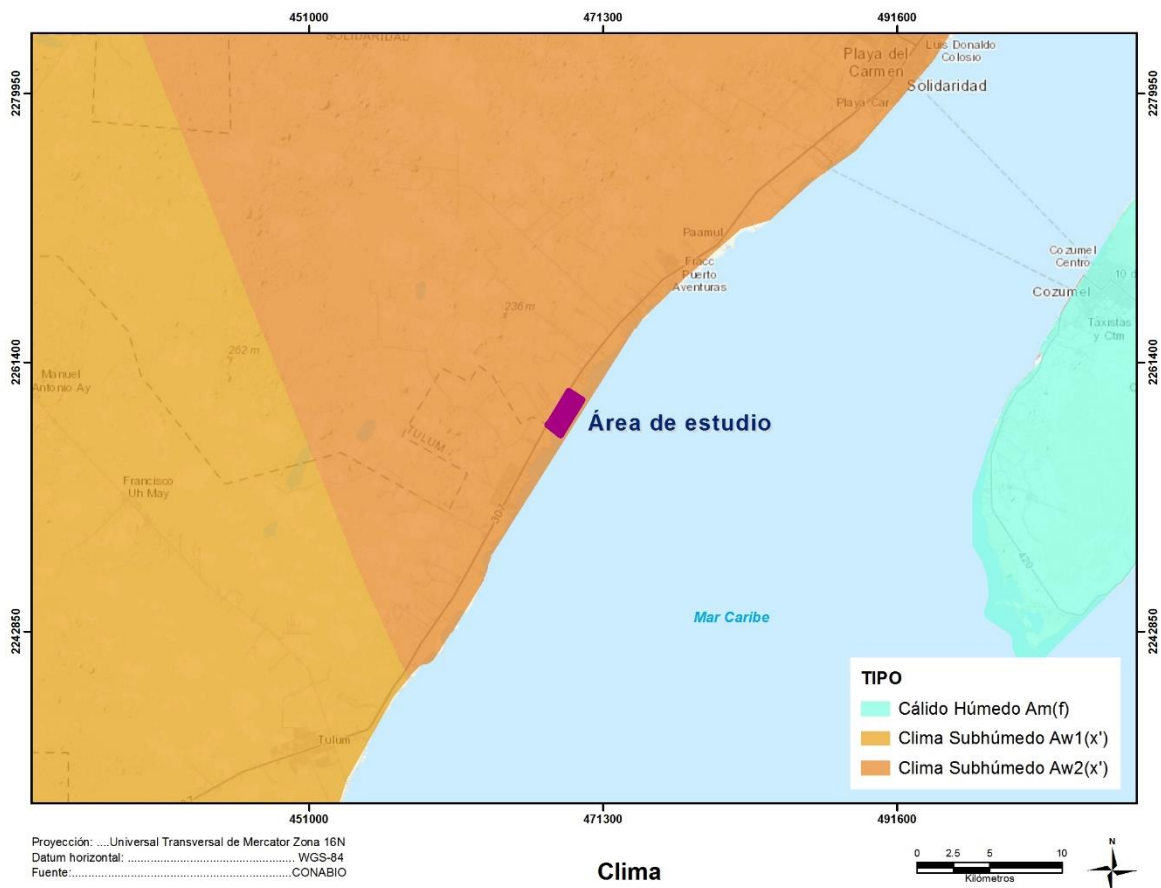 451000
471300
491600
SOLIDARIDAD
Playa del
Carmen
Luis Donaldo
Colosio
Solidaridad
Playa Car
2279950
2279950
Paamul
Fracc
Puerto
Aventuras
Cozumel
Centro
10 d
Cozumel
Taxistas
y Ctm
236 m
262 m
2261400
2261400
Manuel
Antonio Ay
Área de estudio
TULUM
Francisco
Uh May
307
420
Mar Caribe
2242850
2242850
Tulum
TIPO
Cálido Húmedo Am(f)
Clima Subhúmedo Aw1(x')
Clima Subhúmedo Aw2(x')
451000
471300
491600
Proyección: ....Universal Transversal de Mercator Zona 16N
Datum horizontal: ................................................ WGS-84
Fuente:................................................................CONABIO
Clima
0 2.5 5 10
Kilómetros
N